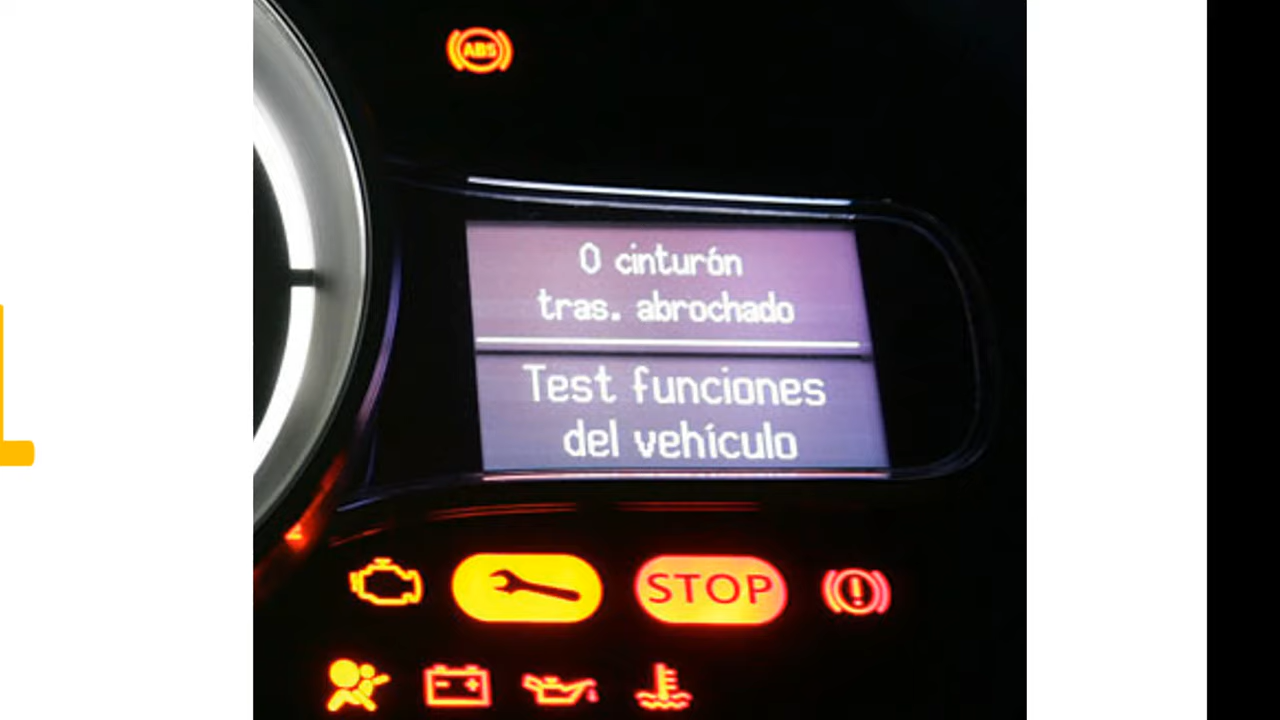 ABS
0 cinturón
tras. abrochado
Test funciones
del vehículo
STOP